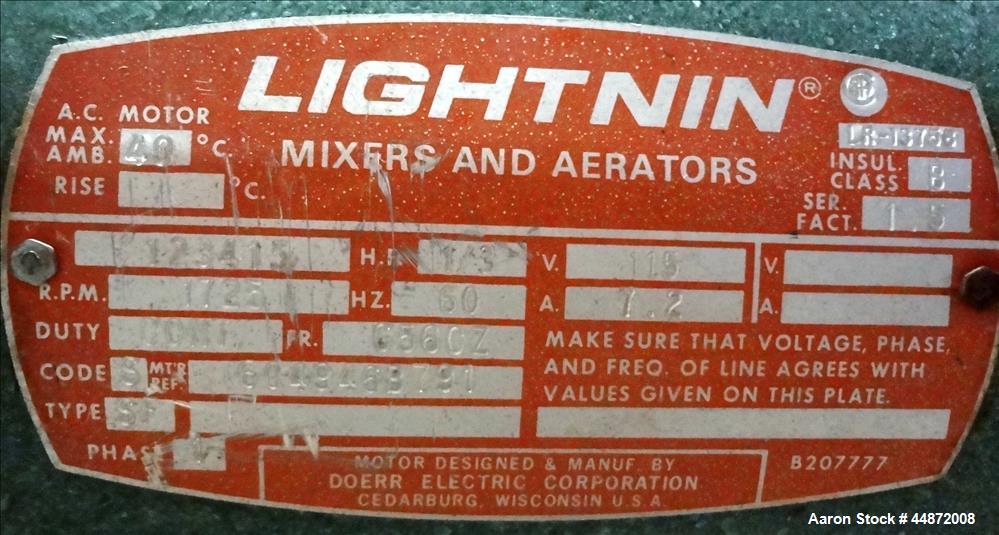 LIGHTNIN®
MIXERS AND AERATORS
A.C. MOTOR
MAX. AMB. 40 °C
RISE °C.
INSUL. CLASS B
SER. FACT. 1.5
H.P. 1/3 V. 115 V.
R.P.M. 1725 HZ. 60 A. 7.2 A.
DUTY CONT. FR. G56CZ
CODE S MT'R REF.
TYPE SP
PHASE
MAKE SURE THAT VOLTAGE, PHASE,
AND FREQ. OF LINE AGREES WITH
VALUES GIVEN ON THIS PLATE.
MOTOR DESIGNED & MANUF. BY
DOERR ELECTRIC CORPORATION
CEDARBURG, WISCONSIN U.S.A.
B207777
Aaron Stock # 44872008